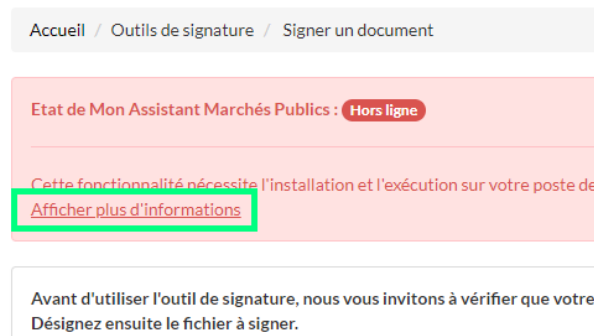 Accueil / Outils de signature / Signer un document
Etat de Mon Assistant Marchés Publics : Hors ligne
Cette fonctionnalité nécessite l'installation et l'exécution sur votre poste de
Afficher plus d'informations
Avant d'utiliser l'outil de signature, nous vous invitons à vérifier que votre
Désignez ensuite le fichier à signer.